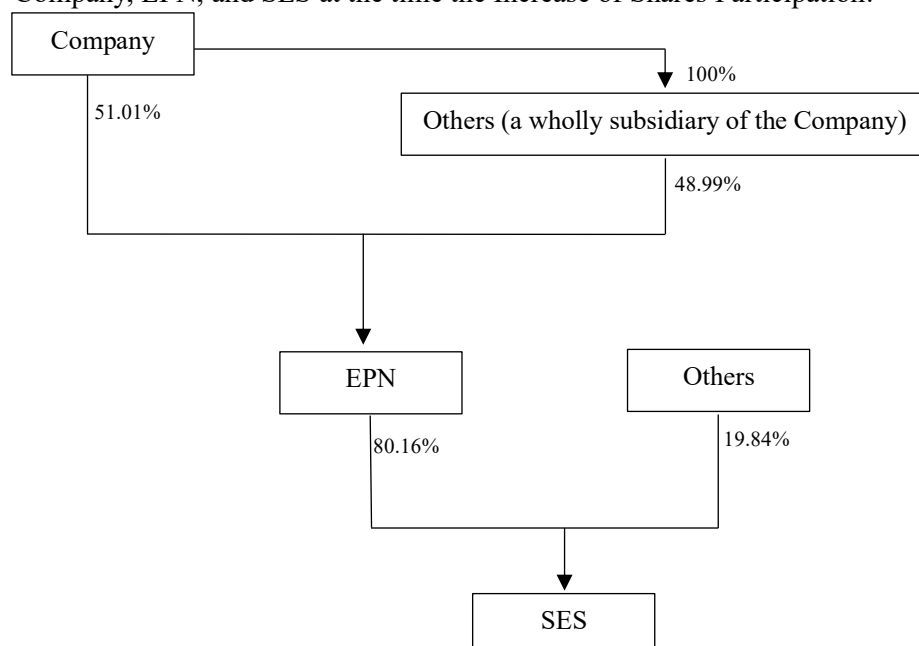 Company, EPN, and SES at the time the Increase of Shares Participation:
Company
100%
51.01%
Others (a wholly subsidiary of the Company)
48.99%
EPN
Others
80.16%
19.84%
SES